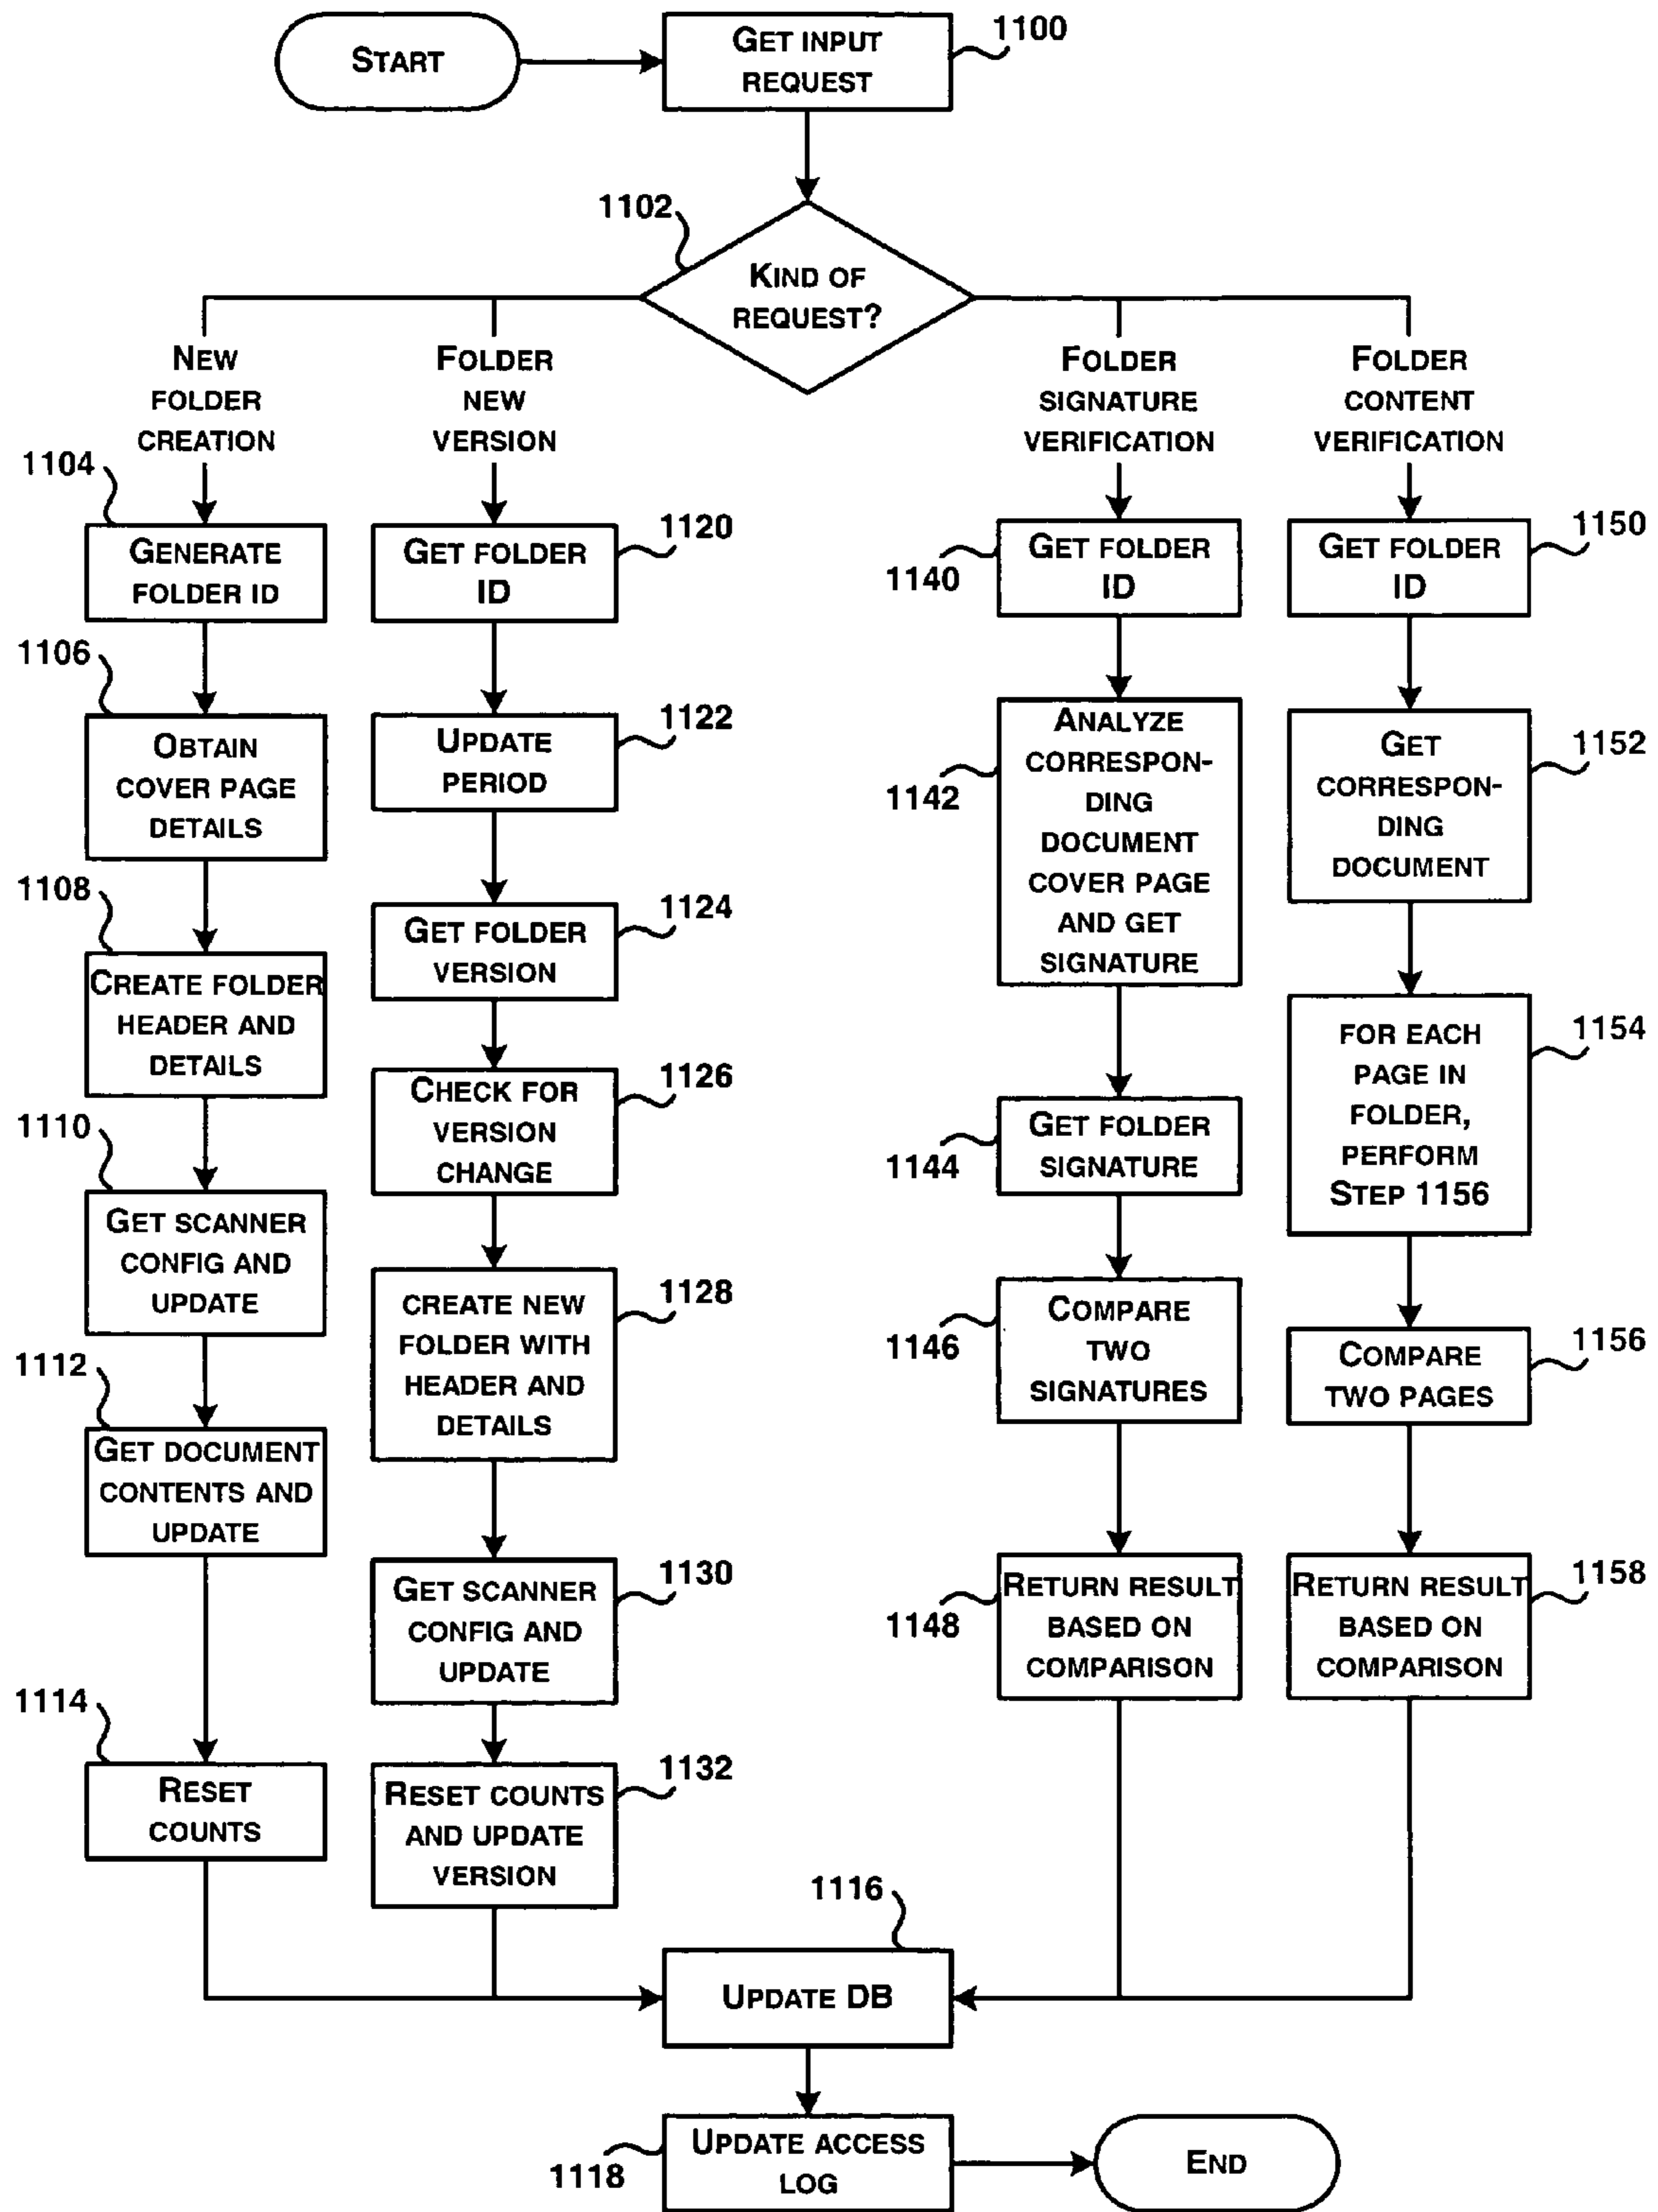 START
GET INPUT
REQUEST
1100
1102
KIND OF
REQUEST?
NEW
FOLDER
CREATION
1104
GENERATE
FOLDER ID
1106
OBTAIN
COVER PAGE
DETAILS
1108
CREATE FOLDER
HEADER AND
DETAILS
1110
GET SCANNER
CONFIG AND
UPDATE
1112
GET DOCUMENT
CONTENTS AND
UPDATE
1114
RESET
COUNTS
FOLDER
NEW
VERSION
GET FOLDER
ID
1120
UPDATE
PERIOD
1122
GET FOLDER
VERSION
1124
CHECK FOR
VERSION
CHANGE
1126
CREATE NEW
FOLDER WITH
HEADER AND
DETAILS
1128
GET SCANNER
CONFIG AND
UPDATE
1130
RESET COUNTS
AND UPDATE
VERSION
1132
FOLDER
SIGNATURE
VERIFICATION
GET FOLDER
ID
1140
ANALYZE
CORRESPON-
DING
DOCUMENT
COVER PAGE
AND GET
SIGNATURE
1142
GET FOLDER
SIGNATURE
1144
COMPARE
TWO
SIGNATURES
1146
RETURN RESULT
BASED ON
COMPARISON
1148
FOLDER
CONTENT
VERIFICATION
GET FOLDER
ID
1150
GET
CORRESPON-
DING
DOCUMENT
1152
FOR EACH
PAGE IN
FOLDER,
PERFORM
STEP 1156
1154
COMPARE
TWO PAGES
1156
RETURN RESULT
BASED ON
COMPARISON
1158
1116
UPDATE DB
UPDATE ACCESS
LOG
1118
END